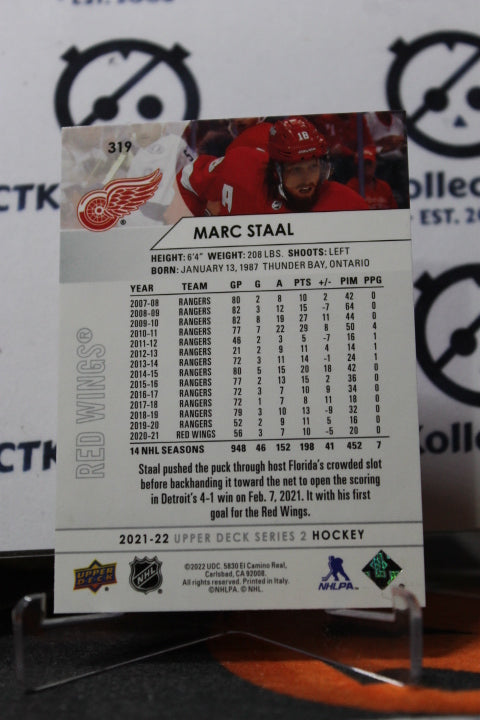 EST. 20
CTK
Kollec
- EST. 20
319
18
MARC STAAL
HEIGHT: 6'4" WEIGHT: 208 LBS. SHOOTS: LEFT
BORN: JANUARY 13, 1987 THUNDER BAY, ONTARIO
YEAR TEAM GP G A PTS +/- PIM PPG
2007-08 RANGERS 80 2 8 10 2 42 0
2008-09 RANGERS 82 3 12 15 -7 64 0
2009-10 RANGERS 82 8 19 27 11 44 0
2010-11 RANGERS 77 7 22 29 8 50 4
2011-12 RANGERS 46 2 3 5 -7 16 1
2012-13 RANGERS 21 2 9 11 4 14 1
2013-14 RANGERS 72 3 11 14 -1 24 1
2014-15 RANGERS 80 5 15 20 18 42 0
2015-16 RANGERS 77 2 13 15 2 36 0
2016-17 RANGERS 72 3 7 10 9 34 0
2017-18 RANGERS 72 1 7 8 11 18 0
2018-19 RANGERS 79 3 10 13 -9 32 0
2019-20 RANGERS 52 2 9 11 5 16 0
2020-21 RED WINGS 56 3 7 10 -5 20 0
14 NHL SEASONS 948 46 152 198 41 452 7
RED WINGS®
Staal pushed the puck through host Florida's crowded slot
before backhanding it toward the net to open the scoring
in Detroit's 4-1 win on Feb. 7, 2021. It with his first
goal for the Red Wings.
2021-22 UPPER DECK SERIES 2 HOCKEY
UPPER DECK
NHL
©2022 UDC. 5830 El Camino Real,
Carlsbad, CA 92008.
All rights reserved. Printed in Italy.
©NHLPA. © NHL.
NHLPA
CTK
Kollec